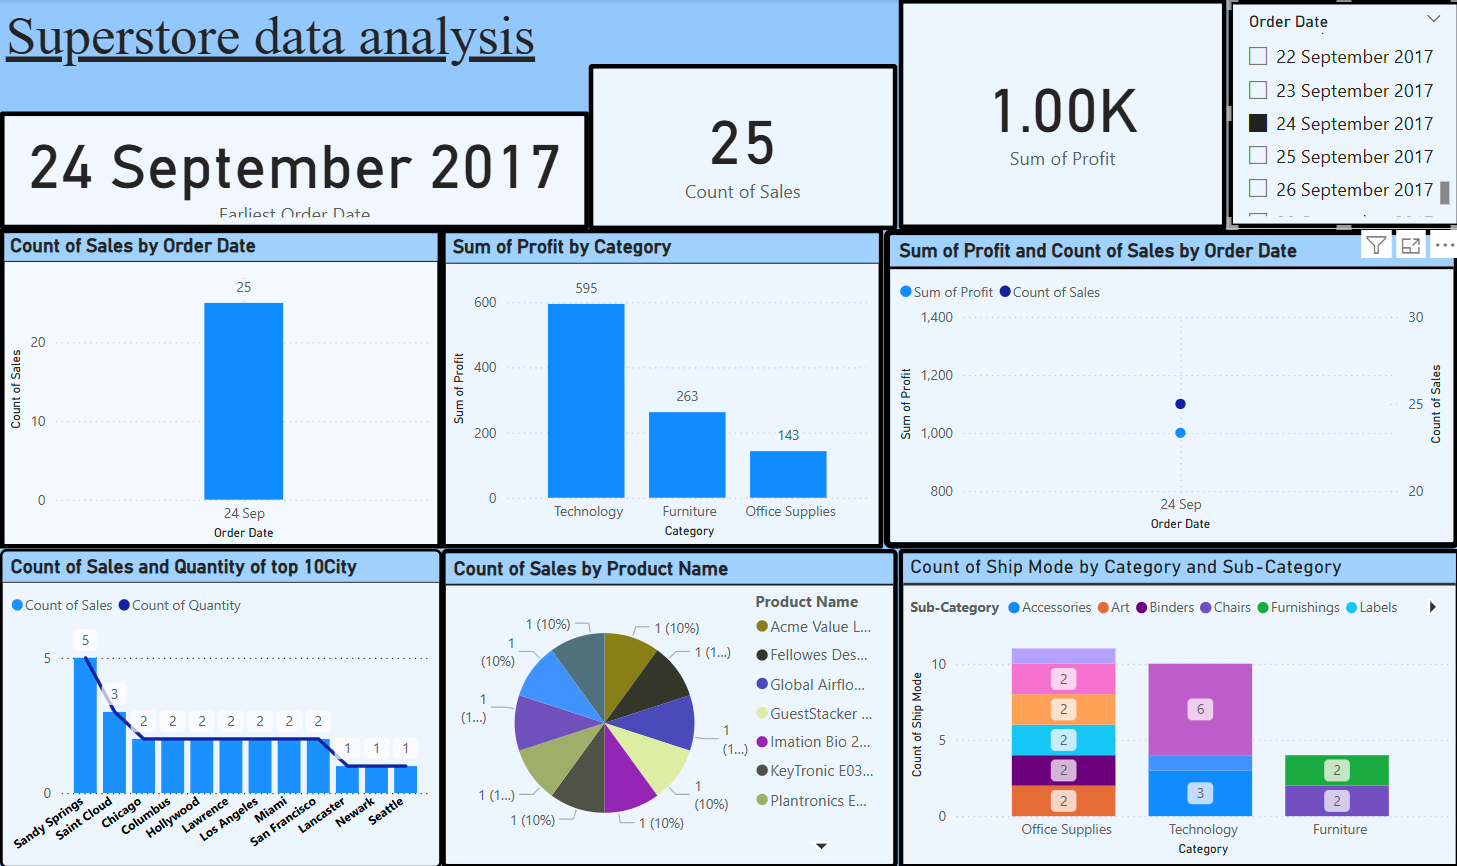 Superstore data analysis
24 September 2017
Earliest Order Date
25
Count of Sales
1.00K
Sum of Profit
Order Date
22 September 2017
23 September 2017
24 September 2017
25 September 2017
26 September 2017
Count of Sales by Order Date
Count of Sales
20
10
0
25
24 Sep
Order Date
Sum of Profit by Category
Sum of Profit
600
400
200
0
595
263
143
Technology
Furniture
Office Supplies
Category
Sum of Profit and Count of Sales by Order Date
Sum of Profit
Count of Sales
Sum of Profit
1,400
1,200
1,000
800
30
25
20
Count of Sales
24 Sep
Order Date
Count of Sales and Quantity of top 10City
Count of Sales
Count of Quantity
5
0
5
3
2
2
2
2
2
2
2
1
1
1
Sandy Springs
Saint Cloud
Chicago
Columbus
Hollywood
Lawrence
Los Angeles
Miami
San Francisco
Lancaster
Newark
Seattle
Count of Sales by Product Name
1 (10%)
1 (10%)
1 (1...)
1
(1...)
1
(10%)
1 (10%)
1 (10%)
1 (1...)
1
(1...)
1
(10%)
Product Name
Acme Value L...
Fellowes Des...
Global Airflo...
GuestStacker ...
Imation Bio 2...
KeyTronic E03...
Plantronics E...
Count of Ship Mode by Category and Sub-Category
Sub-Category
Accessories
Art
Binders
Chairs
Furnishings
Labels
Count of Ship Mode
10
5
0
2
2
2
2
2
6
3
2
2
Office Supplies
Technology
Furniture
Category